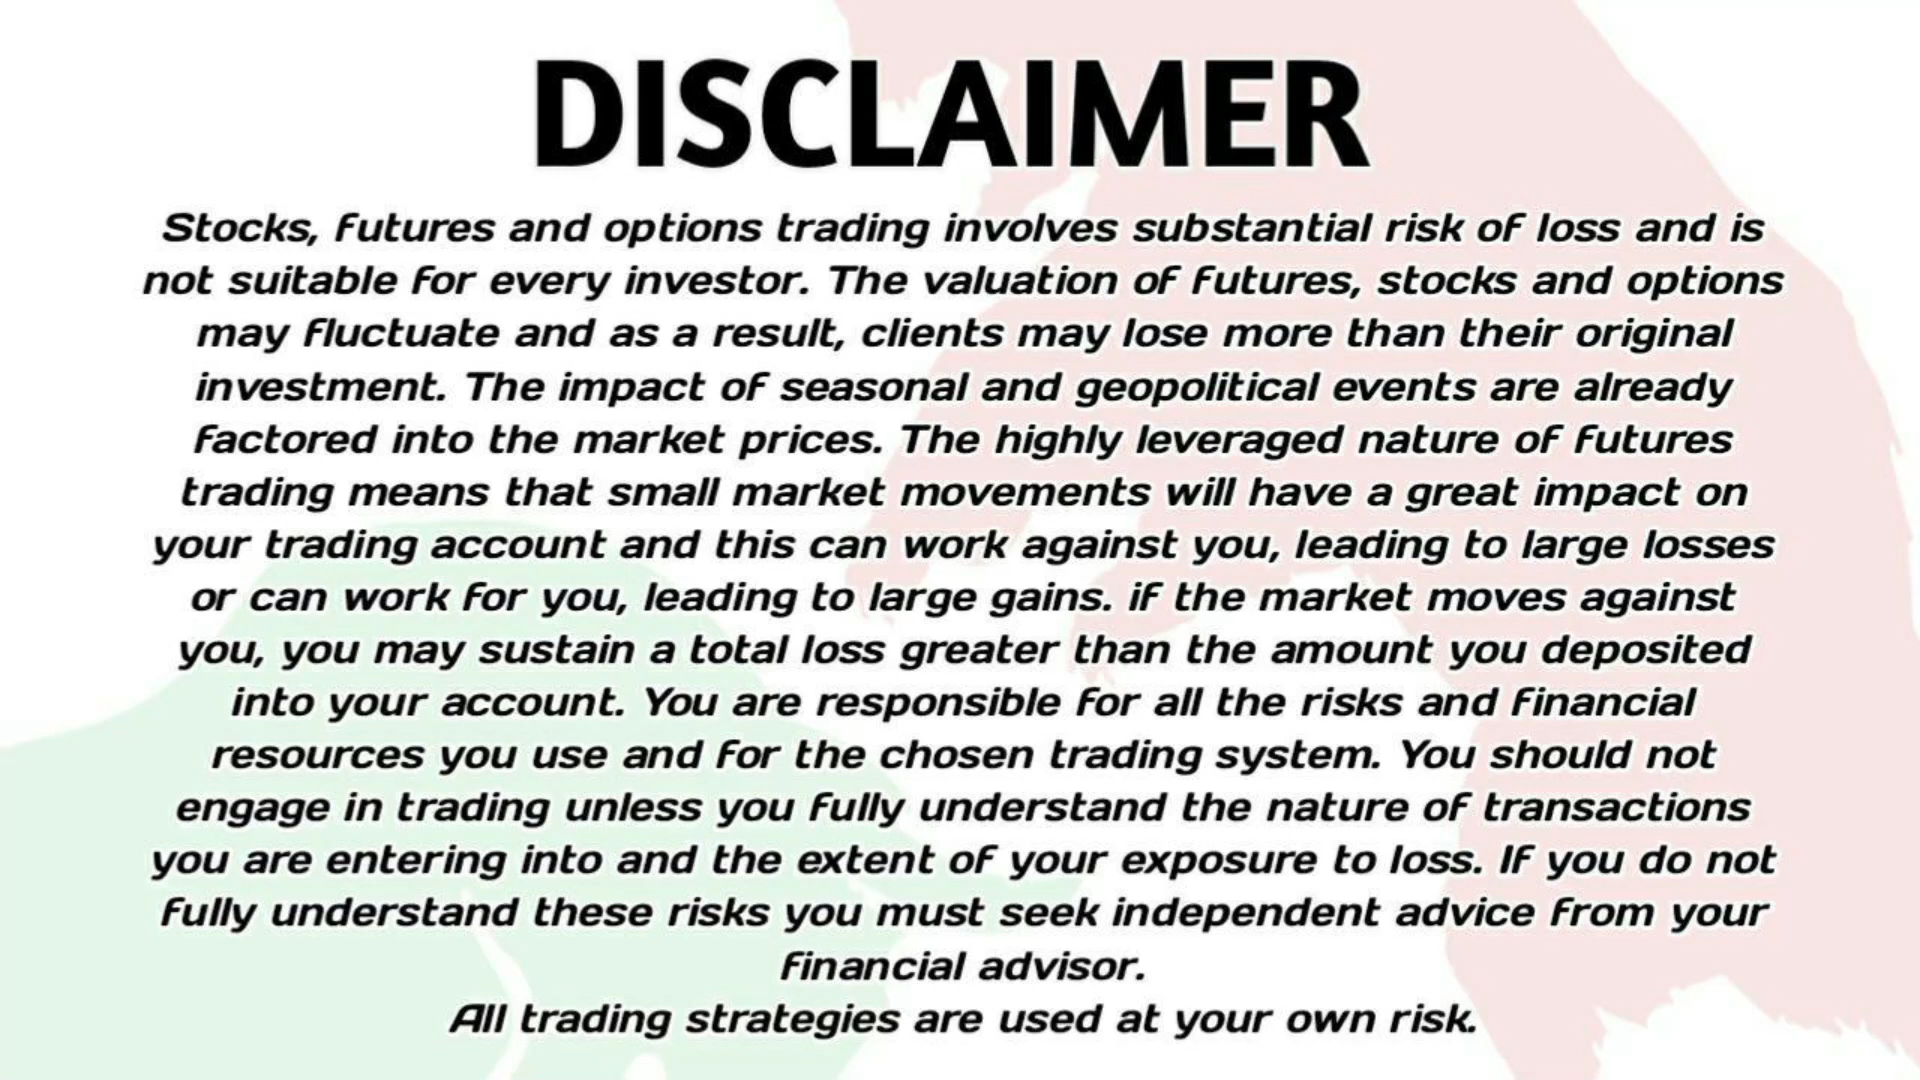 DISCLAIMER
Stocks, futures and options trading involves substantial risk of loss and is
not suitable for every investor. The valuation of futures, stocks and options
may fluctuate and as a result, clients may lose more than their original
investment. The impact of seasonal and geopolitical events are already
factored into the market prices. The highly leveraged nature of futures
trading means that small market movements will have a great impact on
your trading account and this can work against you, leading to large losses
or can work for you, leading to large gains. if the market moves against
you, you may sustain a total loss greater than the amount you deposited
into your account. You are responsible for all the risks and financial
resources you use and for the chosen trading system. You should not
engage in trading unless you fully understand the nature of transactions
you are entering into and the extent of your exposure to loss. If you do not
fully understand these risks you must seek independent advice from your
financial advisor.
All trading strategies are used at your own risk.